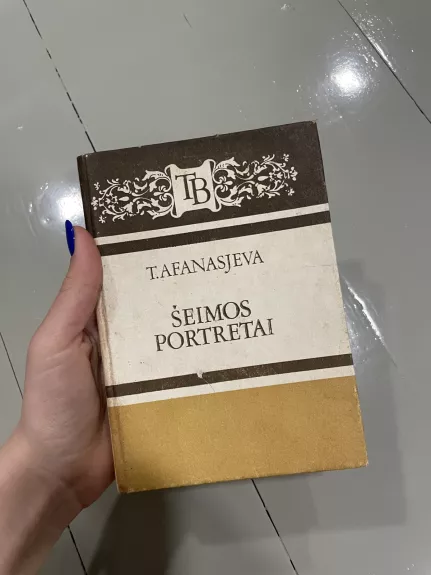 TB
T.AFANASJEVA
ŠEIMOS
PORTRETAI